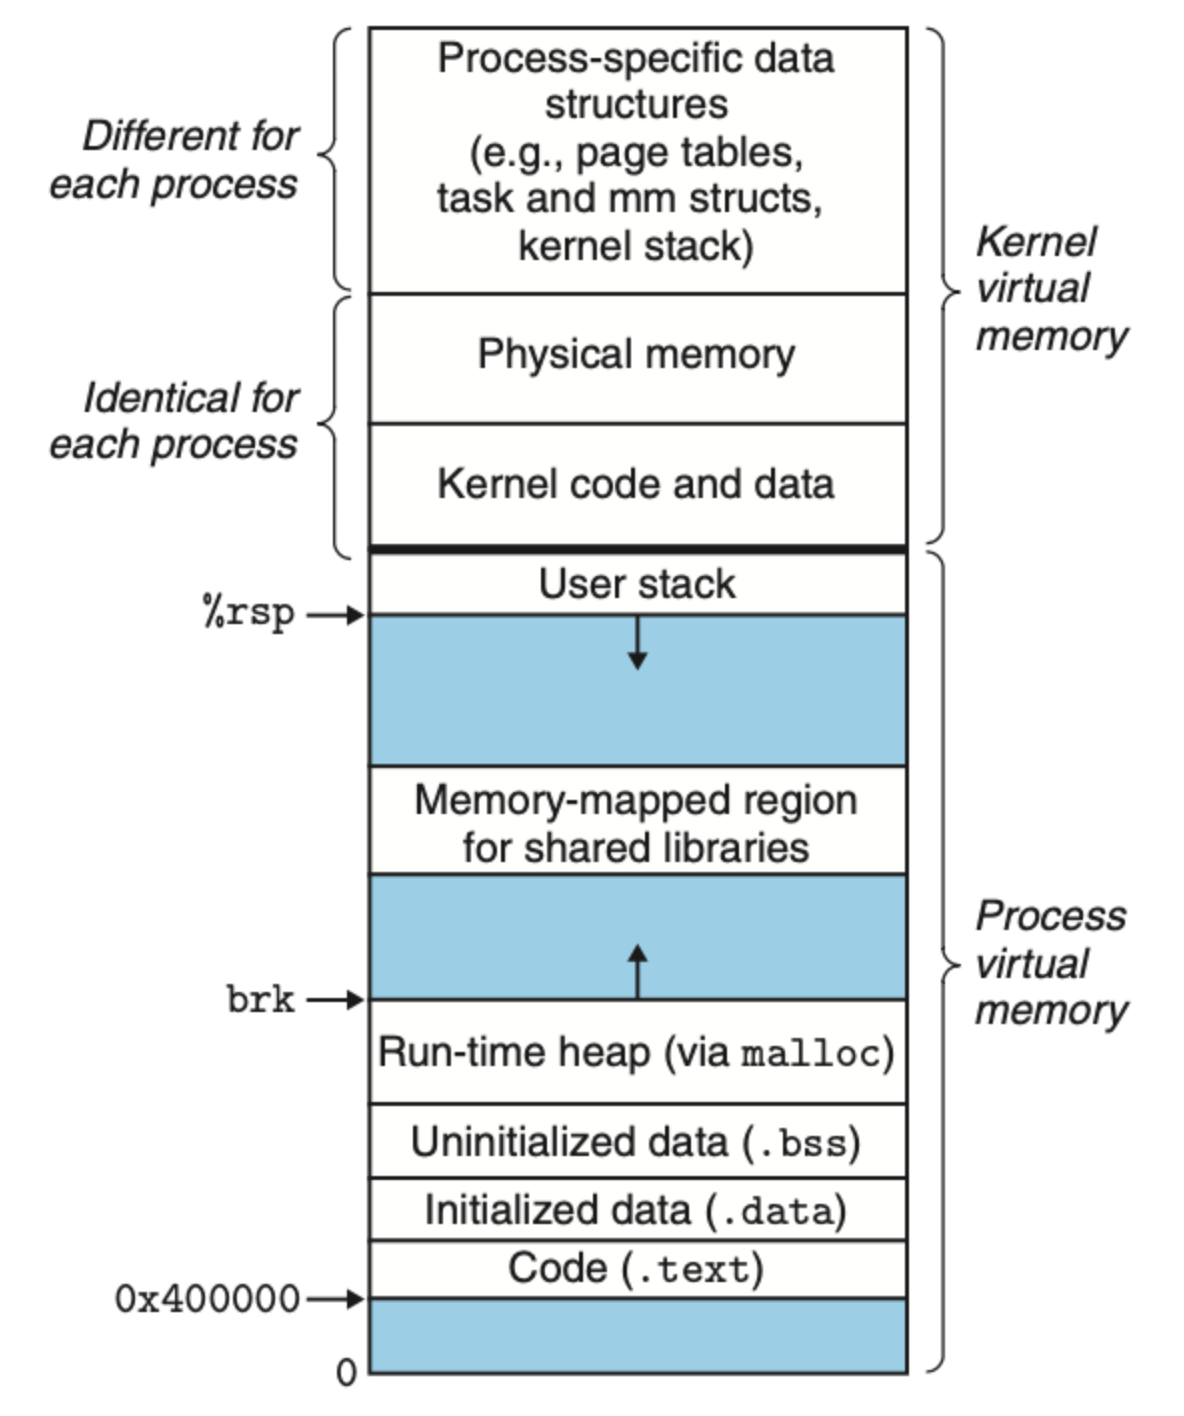 Process-specific data
structures
(e.g., page tables,
task and mm structs,
kernel stack)
Different for
each process
Kernel
virtual
memory
Physical memory
Identical for
each process
Kernel code and data
User stack
%rsp
Memory-mapped region
for shared libraries
Process
virtual
memory
brk
Run-time heap (via malloc)
Uninitialized data (.bss)
Initialized data (.data)
Code (.text)
0x400000
0